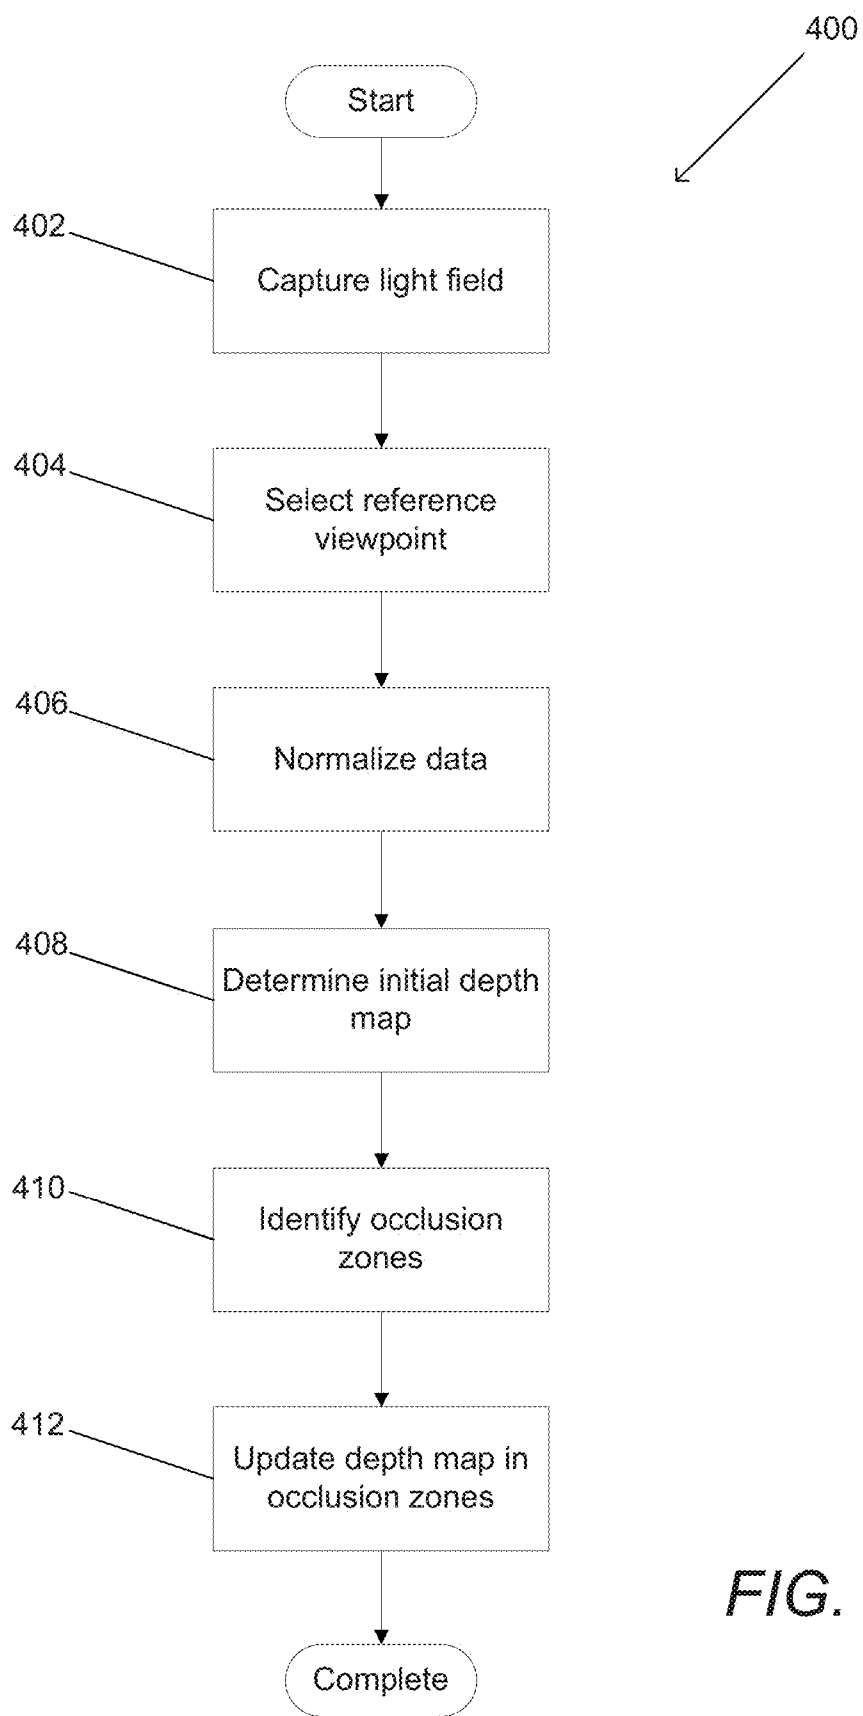 400
Start
402
Capture light field
404
Select reference
viewpoint
406
Normalize data
408
Determine initial depth
map
410
Identify occlusion
zones
412
Update depth map in
occlusion zones
FIG.
Complete